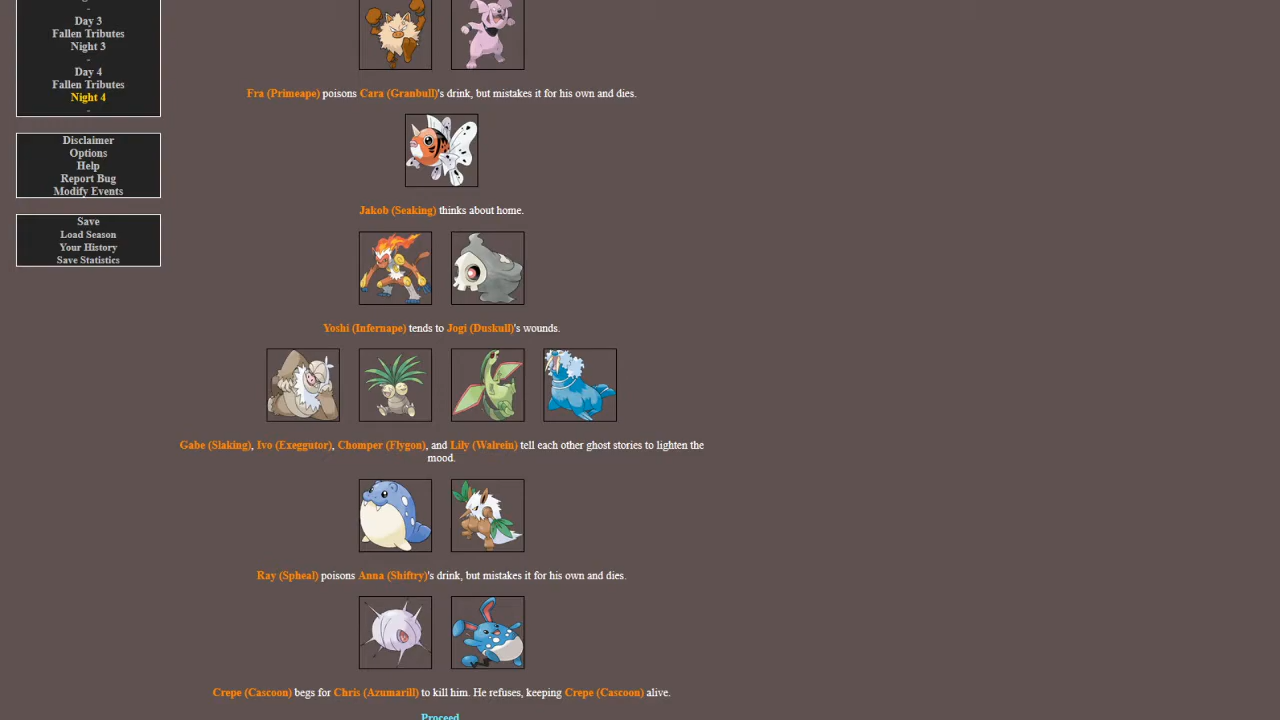 -
Day 3
Fallen Tributes
Night 3
-
Day 4
Fallen Tributes
Night 4
-
Disclaimer
Options
Help
Report Bug
Modify Events
Save
Load Season
Your History
Save Statistics
Fra (Primeape) poisons Cara (Granbull)'s drink, but mistakes it for his own and dies.
Jakob (Seaking) thinks about home.
Yoshi (Infernape) tends to Jogi (Duskull)'s wounds.
Gabe (Slaking), Ivo (Exeggutor), Chomper (Flygon), and Lily (Walrein) tell each other ghost stories to lighten the
mood.
Ray (Spheal) poisons Anna (Shiftry)'s drink, but mistakes it for his own and dies.
Crepe (Cascoon) begs for Chris (Azumarill) to kill him. He refuses, keeping Crepe (Cascoon) alive.
Proceed